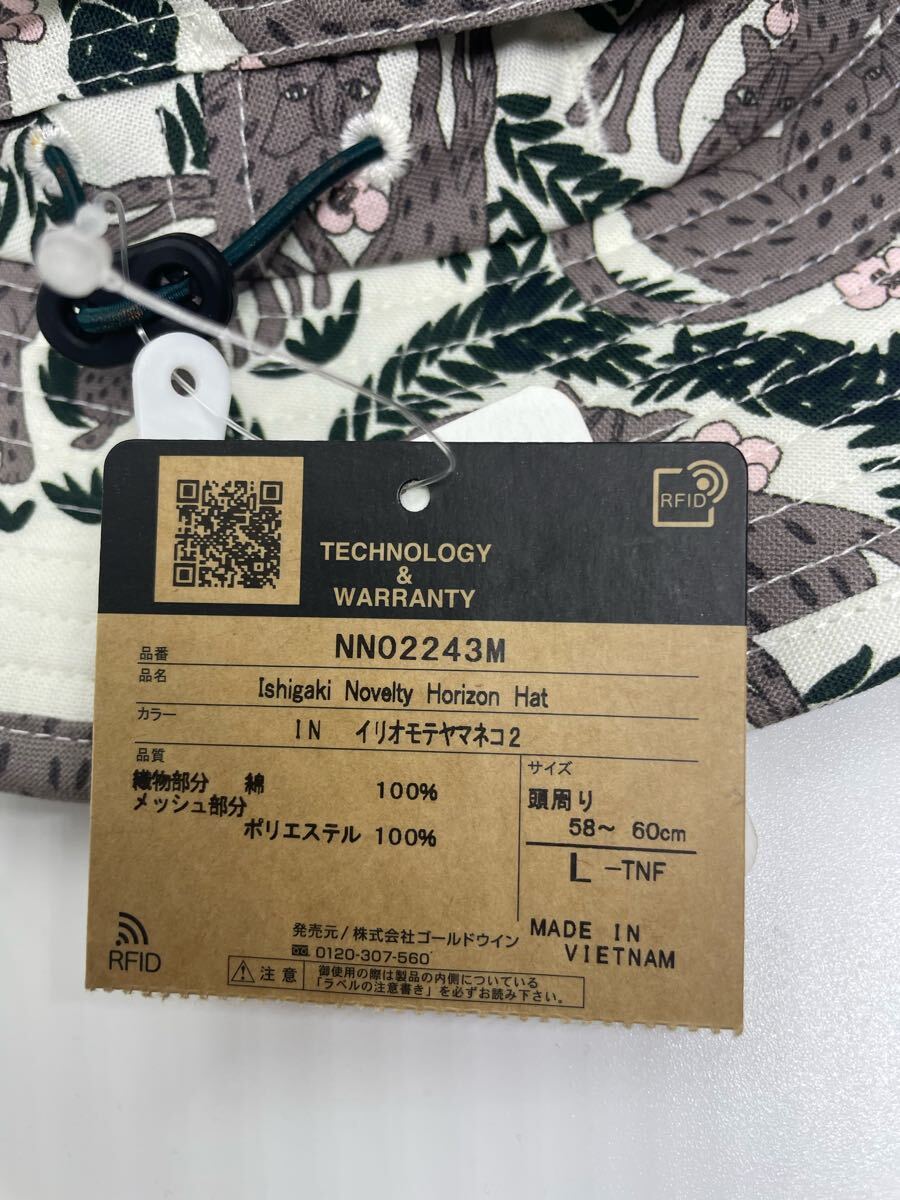 RFID
TECHNOLOGY
&
WARRANTY
品番 NN02243M
品名 Ishigaki Novelty Horizon Hat
カラー IN イリオモテヤマネコ2
品質
織物部分 綿 100%
メッシュ部分
ポリエステル 100%
サイズ
頭周り
58～ 60cm
L -TNF
MADE IN
VIETNAM
RFID
発売元/株式会社ゴールドウイン
0120-307-560
注意
御使用の際は製品の内側についている
「ラベルの注意書き」を必ずお読み下さい。